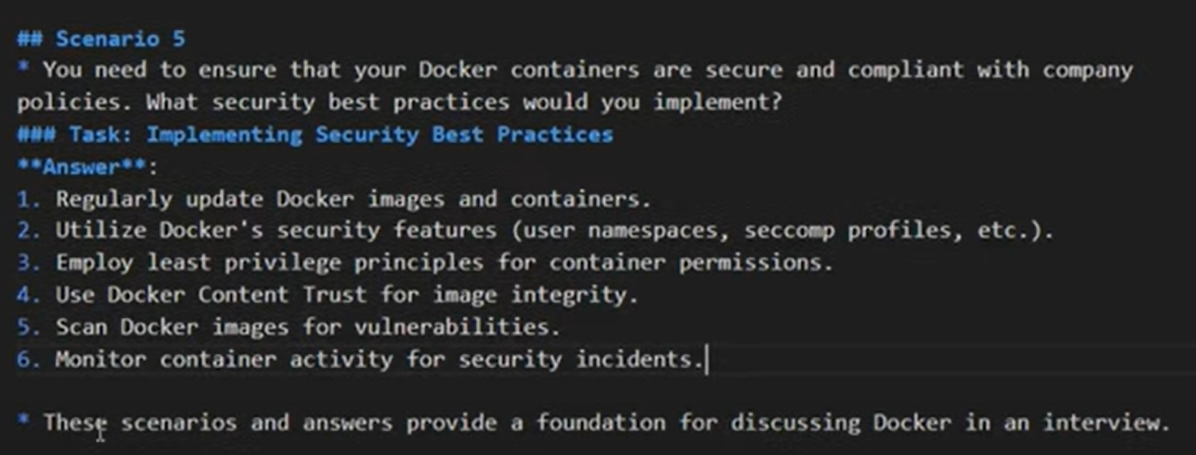 ## Scenario 5
* You need to ensure that your Docker containers are secure and compliant with company
policies. What security best practices would you implement?
### Task: Implementing Security Best Practices
**Answer**:
1. Regularly update Docker images and containers.
2. Utilize Docker's security features (user namespaces, seccomp profiles, etc.).
3. Employ least privilege principles for container permissions.
4. Use Docker Content Trust for image integrity.
5. Scan Docker images for vulnerabilities.
6. Monitor container activity for security incidents.
* These scenarios and answers provide a foundation for discussing Docker in an interview.